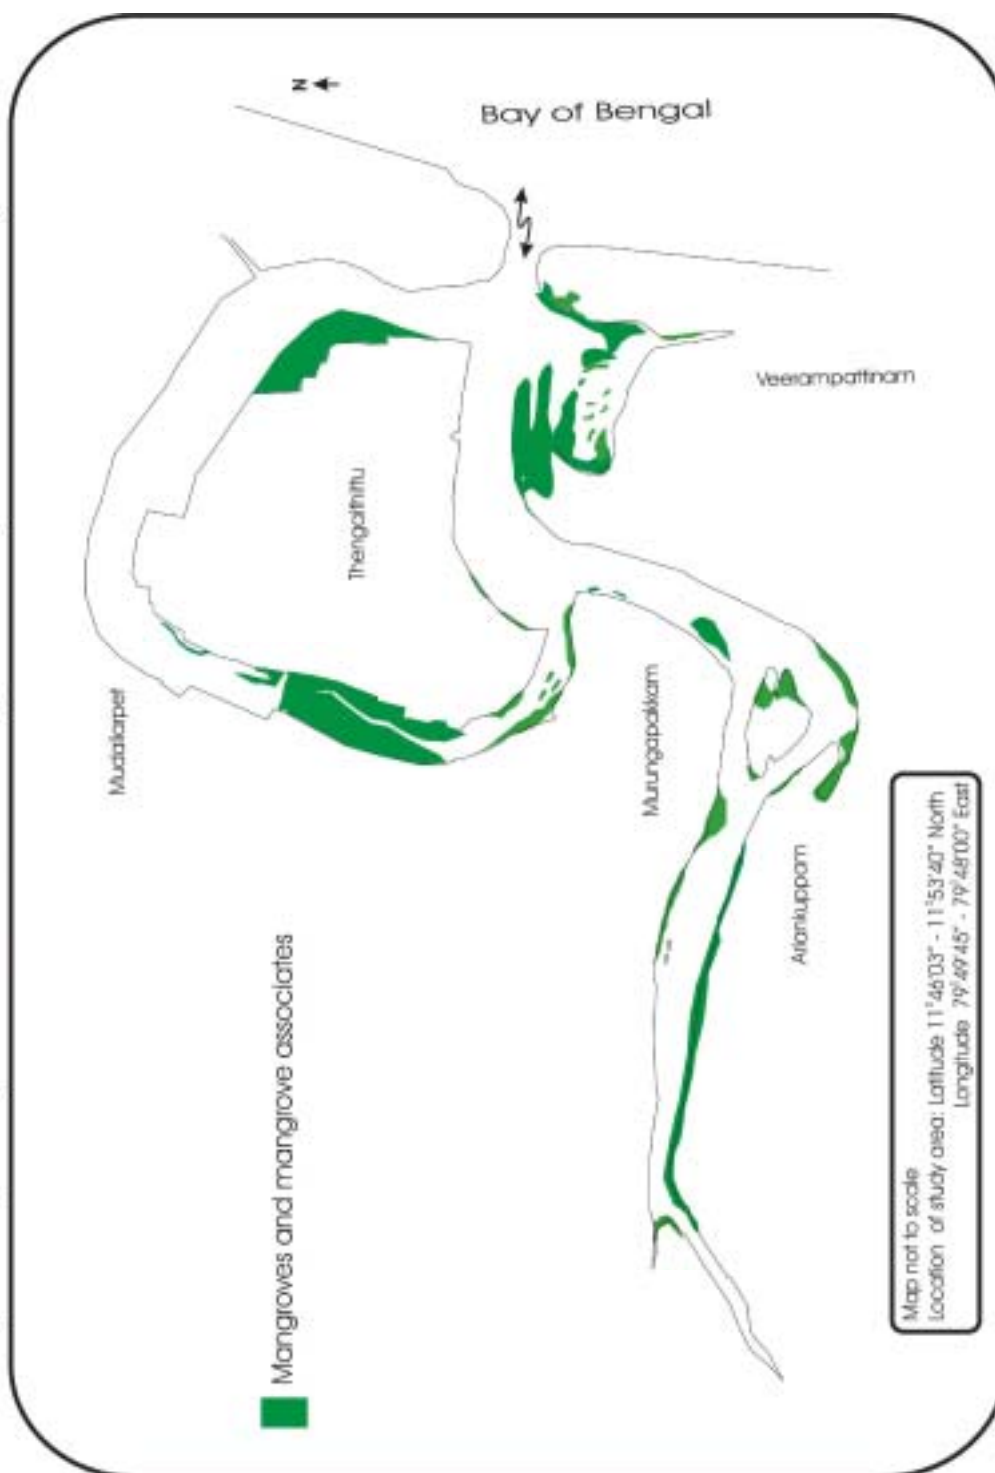 N
Bay of Bengal
Veerampattinam
Thengaithittu
Mudaliarpet
Murungapakkam
Ariankuppam
Mangroves and mangrove associates
Map not to scale
Location of study area: Latitude 11°46'03" - 11°53'40" North
Longitude 79°49'45" - 79°48'00" East